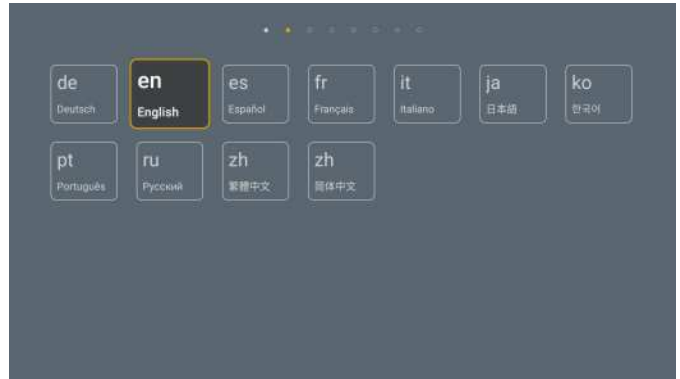 de
Deutsch
en
English
es
Español
fr
Français
it
Italiano
ja
日本語
ko
한국어
pt
Português
ru
Русский
zh
繁體中文
zh
简体中文